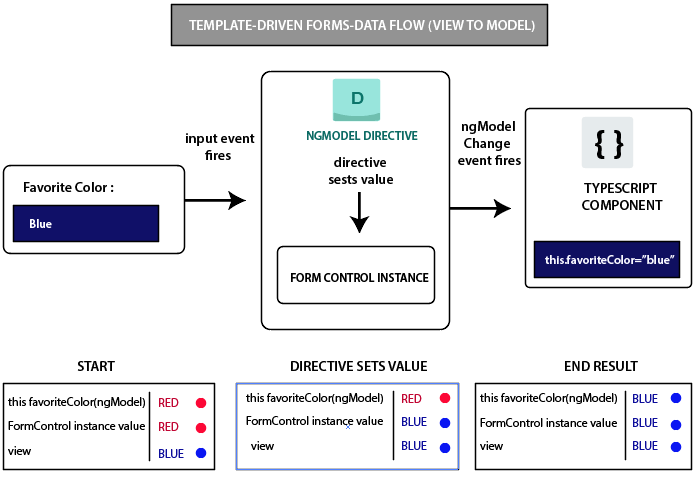 TEMPLATE-DRIVEN FORMS-DATA FLOW (VIEW TO MODEL)
Favorite Color :
Blue
input event
fires
D
NGMODEL DIRECTIVE
directive
sests value
FORM CONTROL INSTANCE
ngModel
Change
event fires
{ }
TYPESCRIPT
COMPONENT
this.favoriteColor="blue"
START
this favoriteColor(ngModel) RED
FormControl instance value RED
view BLUE
DIRECTIVE SETS VALUE
this favoriteColor(ngModel) RED
FormControl instance value BLUE
view BLUE
END RESULT
this favoriteColor(ngModel) BLUE
FormControl instance value BLUE
view BLUE